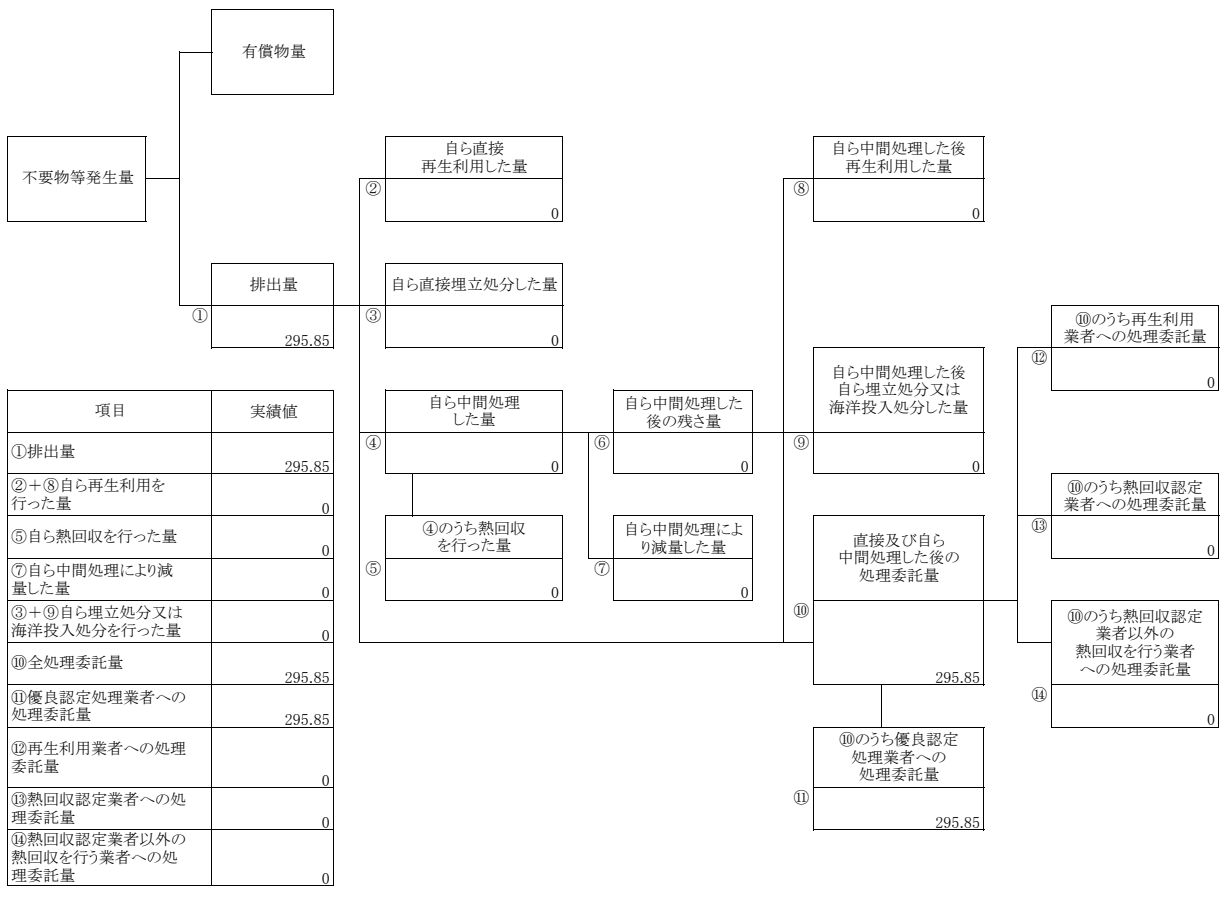 有償物量
不要物等発生量
自ら直接
再生利用した量
②
0
自ら中間処理した後
再生利用した量
⑧
0
排出量
①
295.85
自ら直接埋立処分した量
③
0
⑩のうち再生利用
業者への処理委託量
⑫
0
自ら中間処理
した量
④
0
自ら中間処理した
後の残さ量
⑥
0
自ら中間処理した後
自ら埋立処分又は
海洋投入処分した量
⑨
0
④のうち熱回収
を行った量
⑤
0
自ら中間処理によ
り減量した量
⑦
0
直接及び自ら
中間処理した後の
処理委託量
⑩
295.85
⑩のうち熱回収認定
業者への処理委託量
⑬
0
⑩のうち熱回収認定
業者以外の
熱回収を行う業者
への処理委託量
⑭
0
⑩のうち優良認定
処理業者への
処理委託量
⑪
295.85
項目 実績値
①排出量
295.85
②+⑧自ら再生利用を
行った量
0
⑤自ら熱回収を行った量
0
⑦自ら中間処理により減
量した量
0
③+⑨自ら埋立処分又は
海洋投入処分を行った量
0
⑩全処理委託量
295.85
⑪優良認定処理業者への
処理委託量
295.85
⑫再生利用業者への処理
委託量
0
⑬熱回収認定業者への処
理委託量
0
⑭熱回収認定業者以外の
熱回収を行う業者への処
理委託量
0